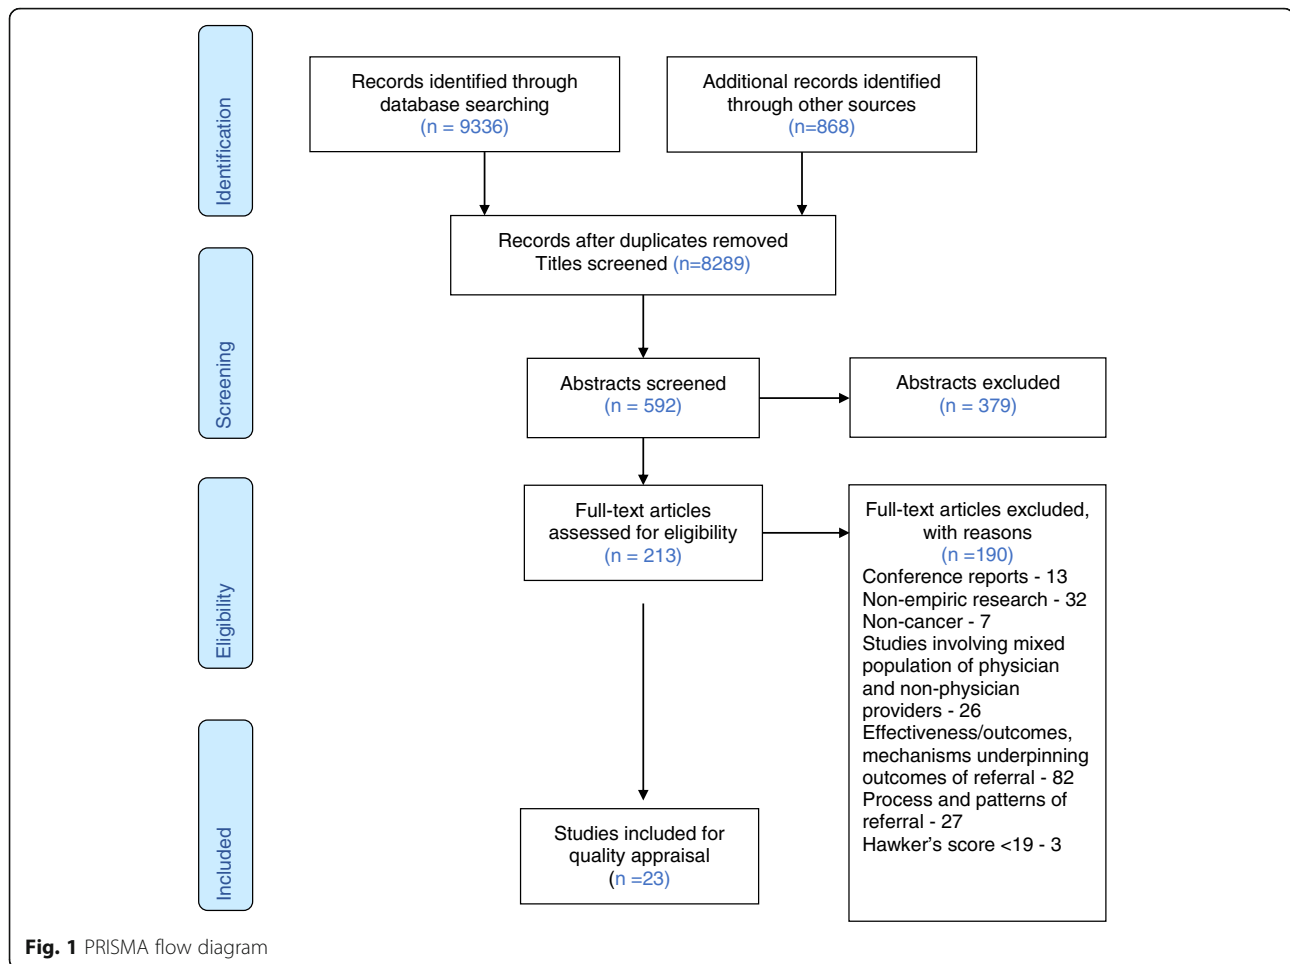 Identification
Records identified through
database searching
(n = 9336)
Additional records identified
through other sources
(n=868)
Records after duplicates removed
Titles screened (n=8289)
Screening
Abstracts screened
(n = 592)
Abstracts excluded
(n = 379)
Eligibility
Full-text articles
assessed for eligibility
(n = 213)
Full-text articles excluded,
with reasons
(n =190)
Conference reports - 13
Non-empiric research - 32
Non-cancer - 7
Studies involving mixed
population of physician
and non-physician
providers - 26
Effectiveness/outcomes,
mechanisms underpinning
outcomes of referral - 82
Process and patterns of
referral - 27
Hawker's score <19 - 3
Included
Studies included for
quality appraisal
(n =23)
Fig. 1 PRISMA flow diagram